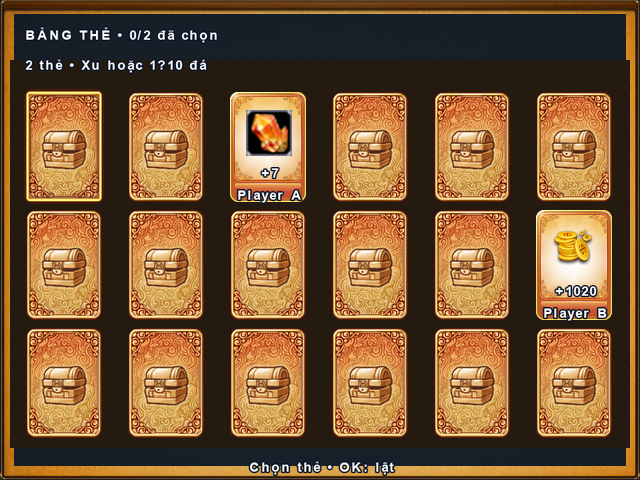 BẢNG THẺ • 0/2 đã chọn
2 thẻ • Xu hoặc 1?10 đá
+7
Player A
+1020
Player B
Chọn thẻ • OK: lật